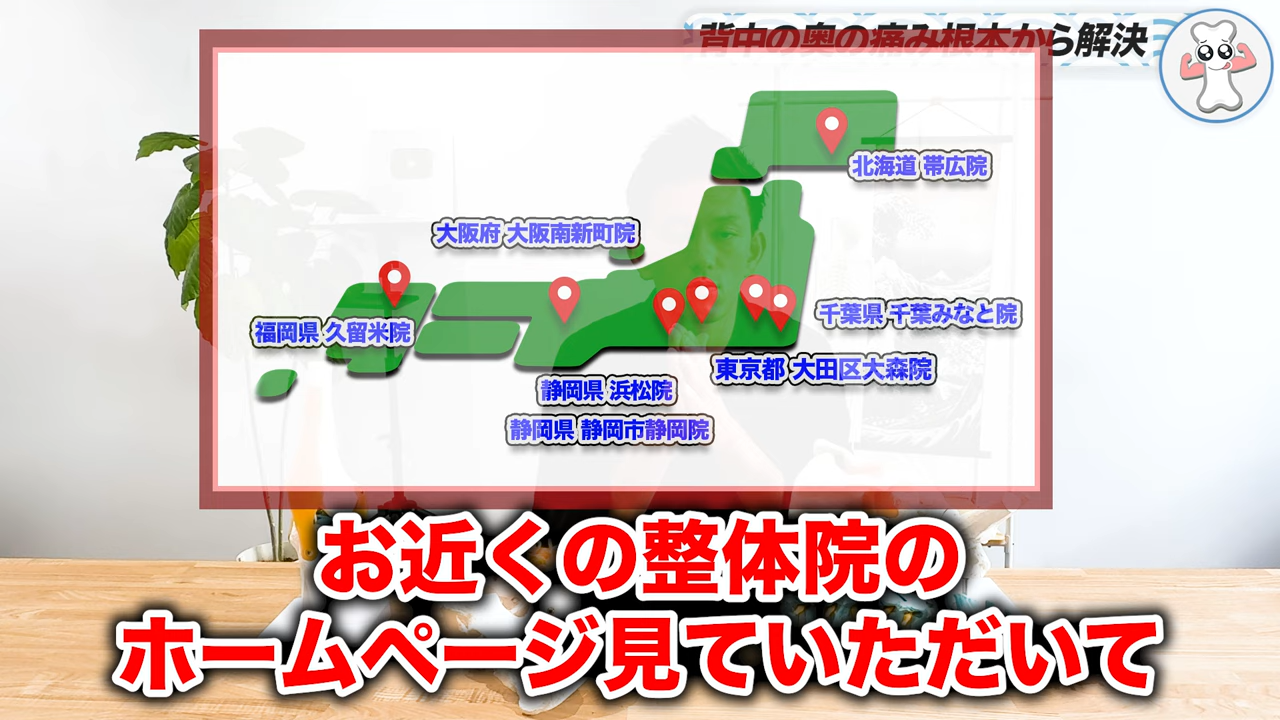 背中の奥の痛み根本から解決
北海道 帯広院
大阪府 大阪南新町院
千葉県 千葉みなと院
福岡県 久留米院
東京都 大田区大森院
静岡県 浜松院
静岡県 静岡市静岡院
お近くの整体院の
ホームページ見ていただいて